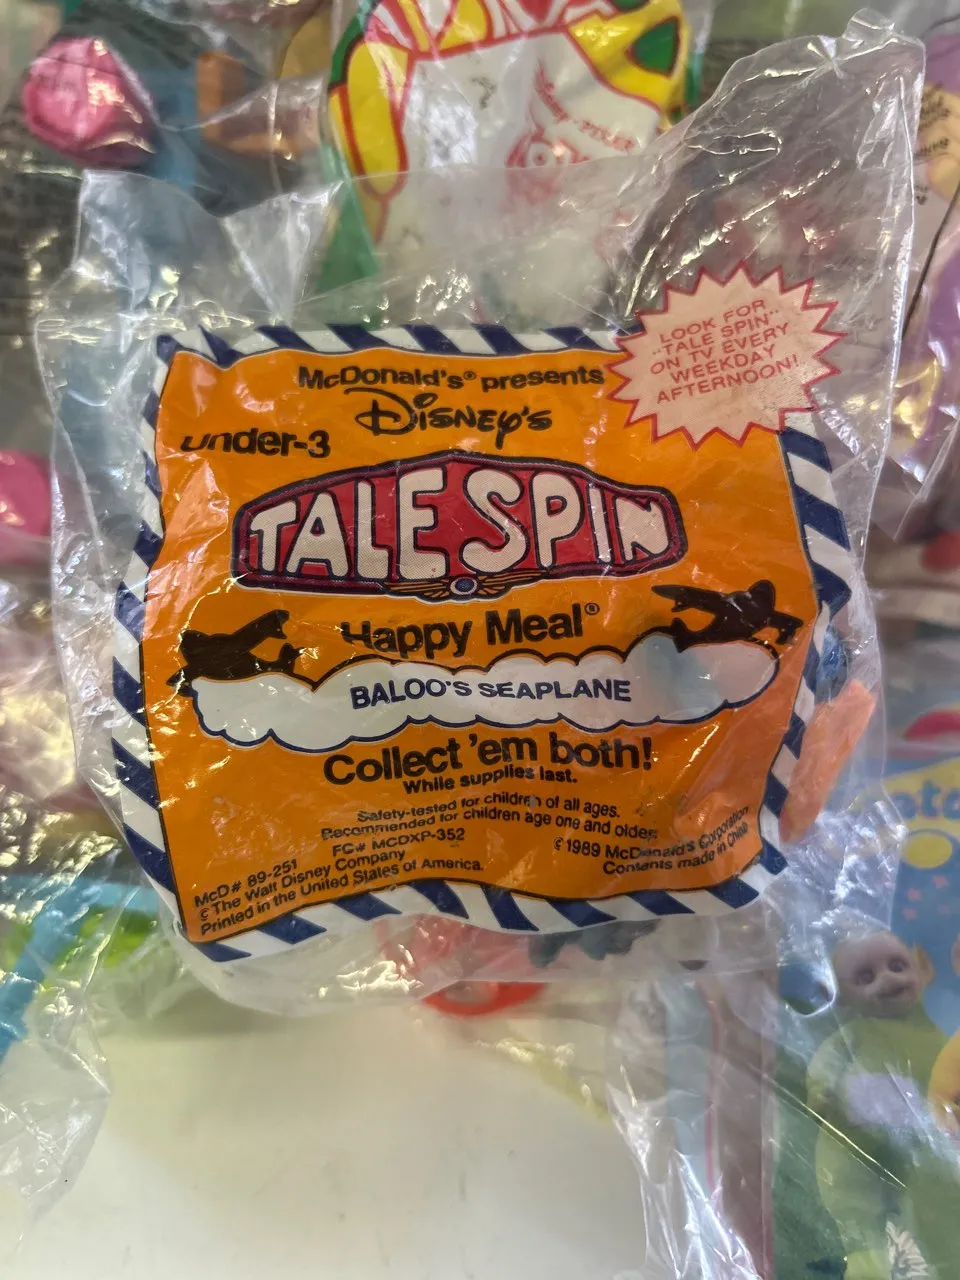 LOOK FOR
"TALE SPIN"
ON TV EVERY
WEEKDAY
AFTERNOON!
McDonald's® presents
DISNEY'S
under-3
TALE SPIN
Happy Meal®
BALOO'S SEAPLANE
Collect 'em both!
While supplies last.
Safety-tested for children of all ages.
Recommended for children age one and older.
FC# MCDXP-352
McD# 89-251
© The Walt Disney Company
Printed in the United States of America.
© 1989 McDonald's Corporation
Contents made in China